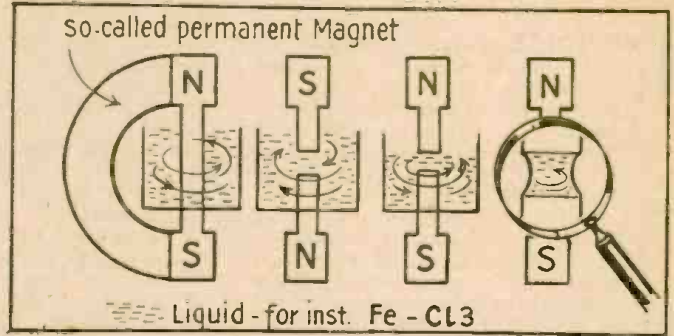 so-called permanent Magnet
N S N N
S N S S
Liquid - for inst. Fe - Cl3